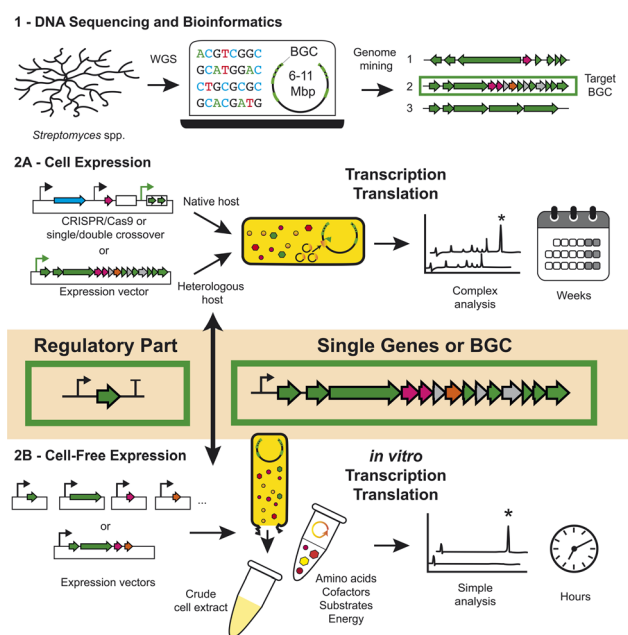 1 - DNA Sequencing and Bioinformatics
WGS
ACGTCGGC
GCATGGAC
CTGCGCGC
GCACGATG
BGC
6-11
Mbp
Genome
mining
1
2
3
Target
BGC
Streptomyces spp.
2A - Cell Expression
CRISPR/Cas9 or
single/double crossover
or
Expression vector
Native host
Heterologous
host
Transcription
Translation
*
Complex
analysis
Weeks
Regulatory Part
Single Genes or BGC
2B - Cell-Free Expression
...
or
Expression vectors
Crude
cell extract
in vitro
Transcription
Translation
Amino acids
Cofactors
Substrates
Energy
*
Simple
analysis
Hours